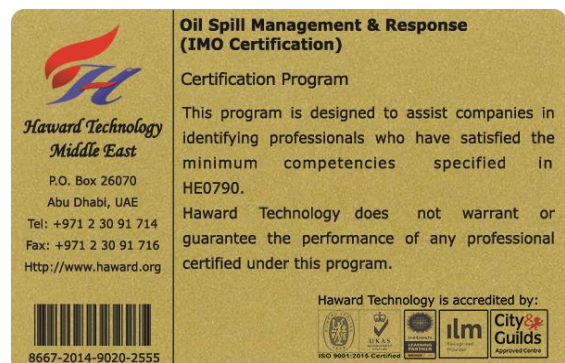 Oil Spill Management & Response
(IMO Certification)
Certification Program
This program is designed to assist companies in
identifying professionals who have satisfied the
minimum competencies specified in
HE0790.
Haward Technology does not warrant or
guarantee the performance of any professional
certified under this program.
H
Haward Technology
Middle East
P.O. Box 26070
Abu Dhabi, UAE
Tel: +971 2 30 91 714
Fax: +971 2 30 91 716
Http://www.haward.org
8667-2014-9020-2555
Haward Technology is accredited by:
ISO 9001:2015 Certified
UKAS
ilm
City&
Guilds
Approved Centre